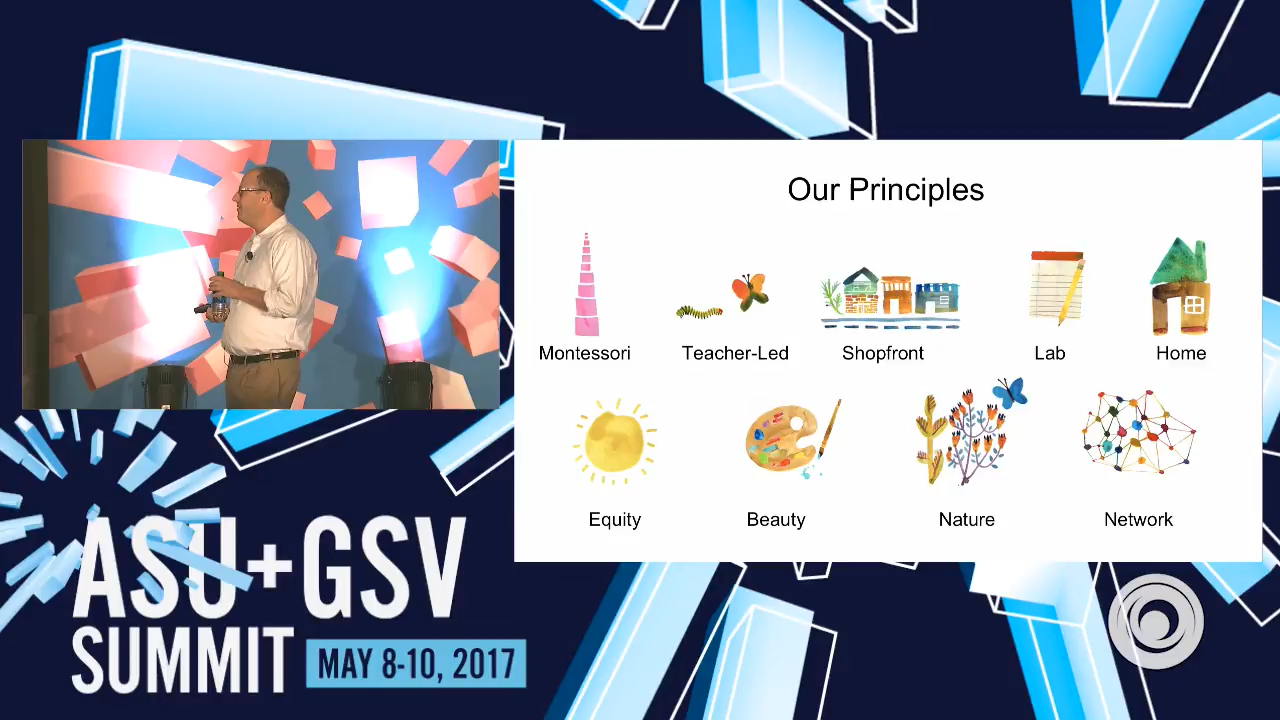 Our Principles
Montessori
Teacher-Led
Shopfront
Lab
Home
Equity
Beauty
Nature
Network
ASU+GSV
SUMMIT
MAY 8-10, 2017